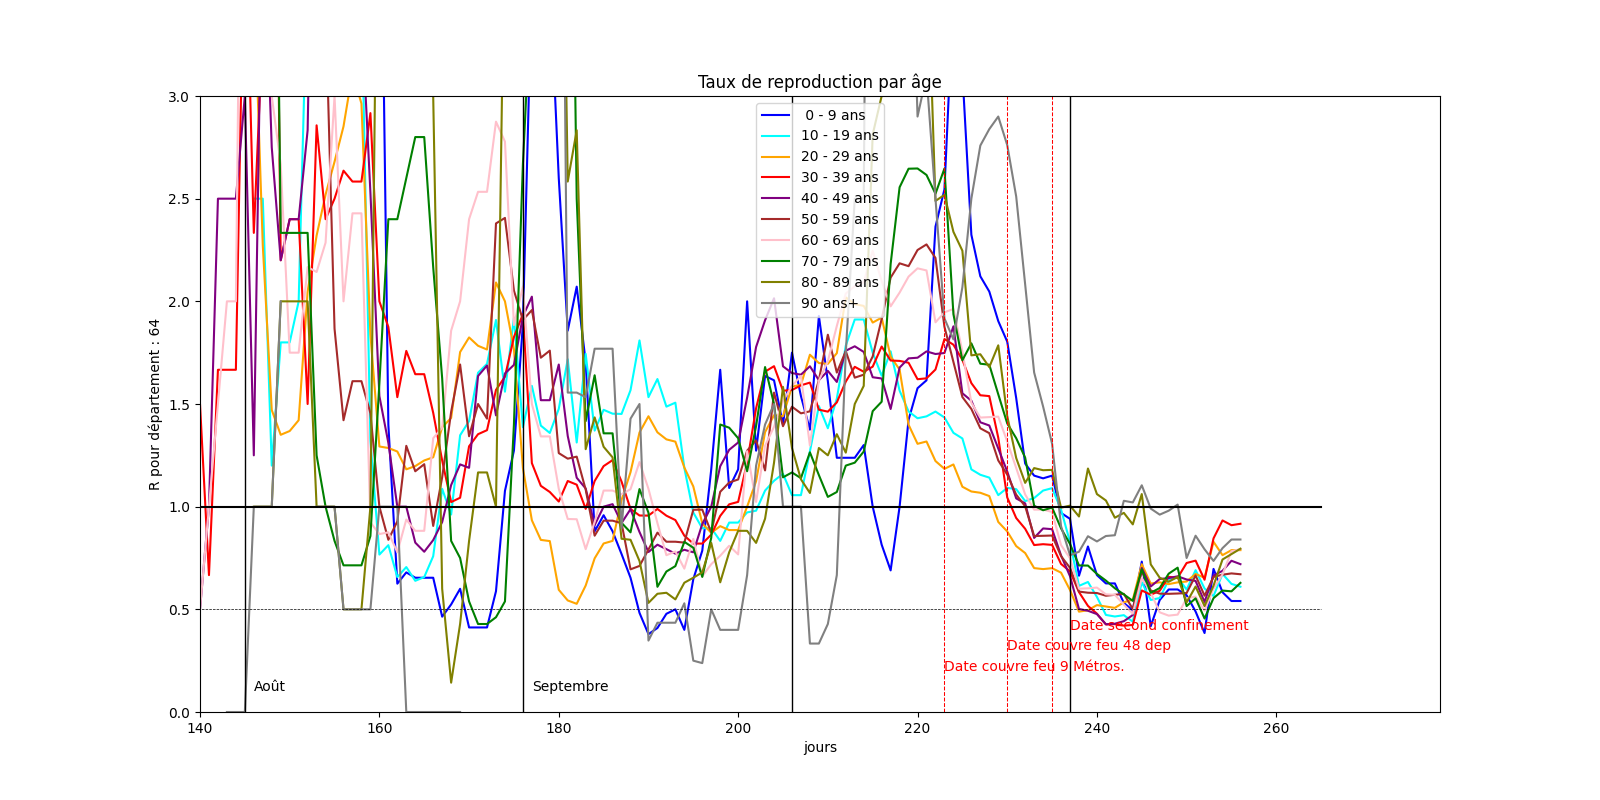 Taux de reproduction par âge
R pour département : 64
3.0
2.5
2.0
1.5
1.0
0.5
0.0
0 - 9 ans
10 - 19 ans
20 - 29 ans
30 - 39 ans
40 - 49 ans
50 - 59 ans
60 - 69 ans
70 - 79 ans
80 - 89 ans
90 ans+
Date second confinement
Date couvre feu 48 dep
Date couvre feu 9 Métros.
Août
Septembre
140 160 180 200 220 240 260
jours